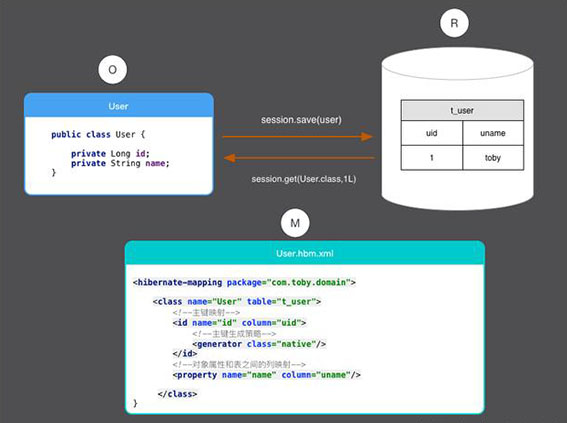 R
O
User
public class User {
private Long id;
private String name;
}
session.save(user)
session.get(User.class,1L)
t_user
uid uname
1 toby
M
User.hbm.xml
<hibernate-mapping package="com.toby.domain">
<class name="User" table="t_user">
<!--主键映射-->
<id name="id" column="uid">
<!--主键生成策略-->
<generator class="native"/>
</id>
<!--对象属性和表之间的列映射-->
<property name="name" column="uname"/>
</class>
}